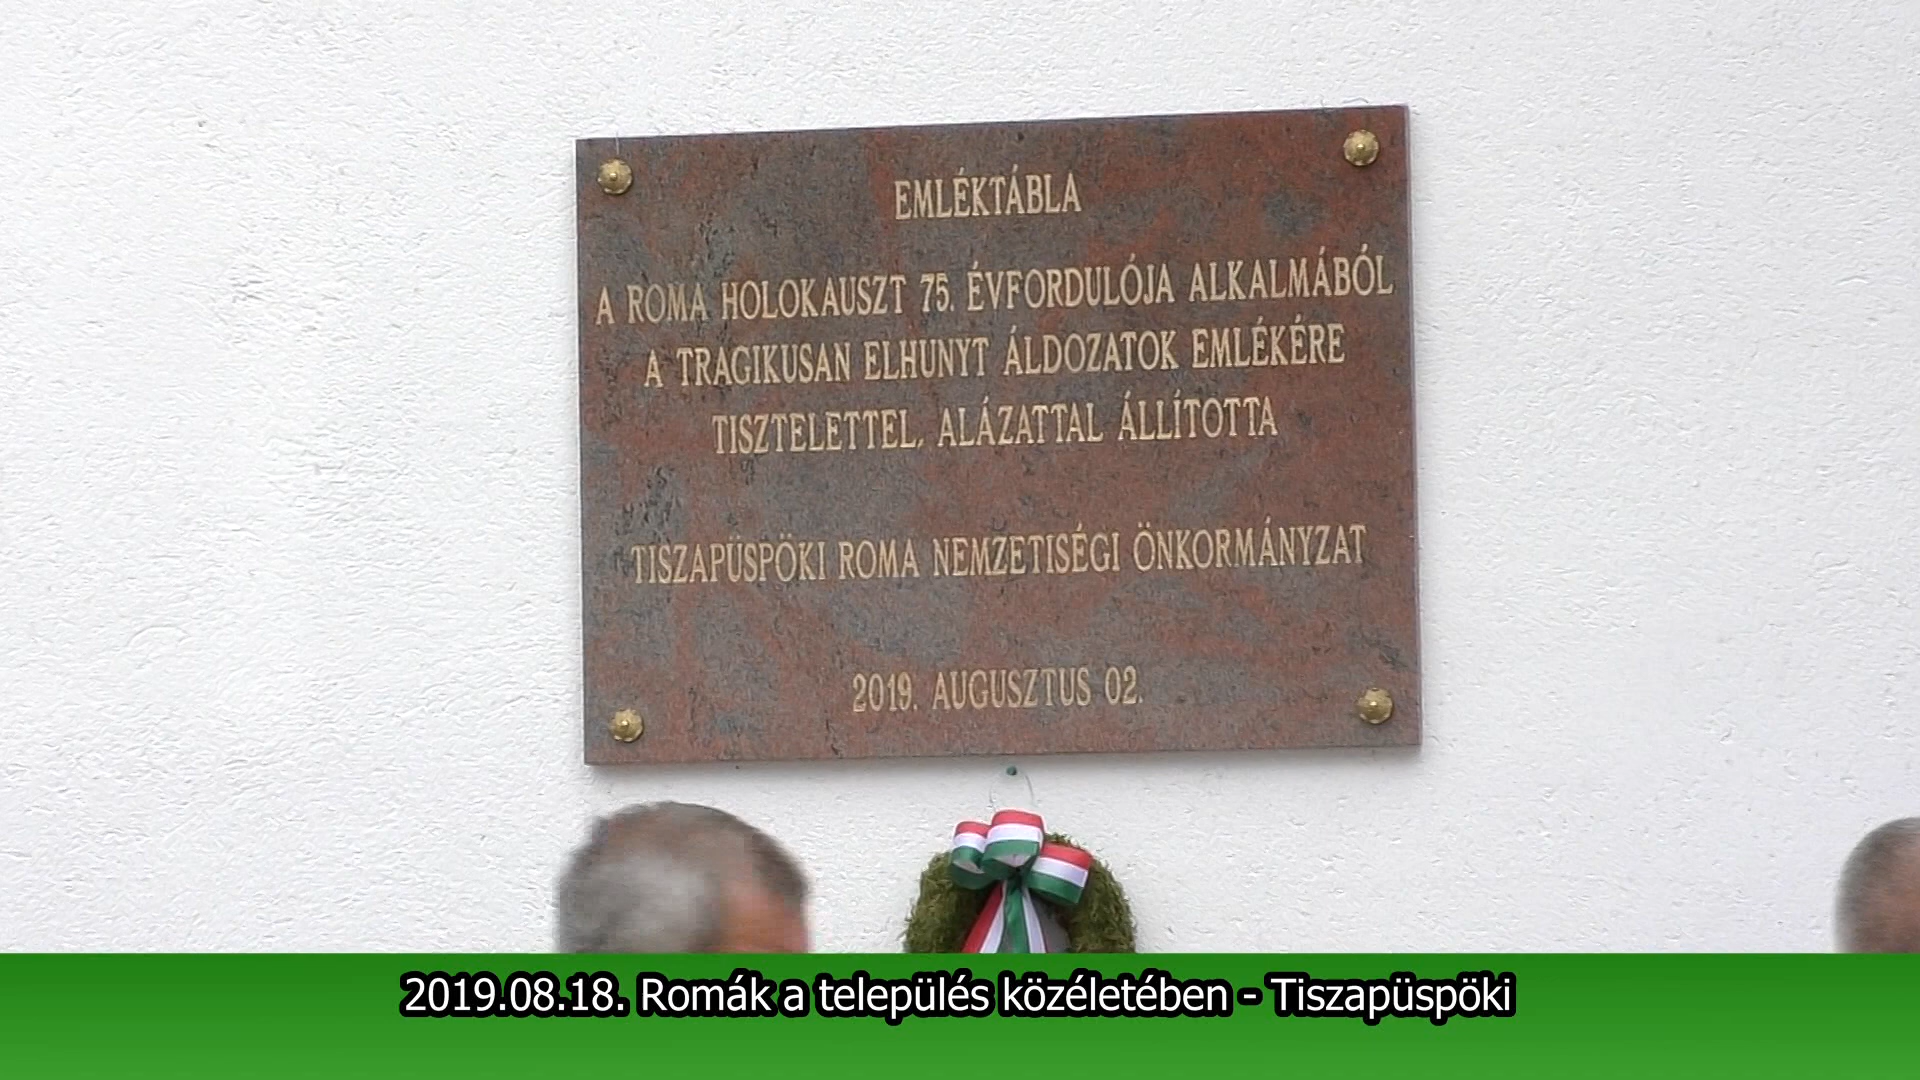 EMLÉKTÁBLA
A ROMA HOLOKAUSZT 75. ÉVFORDULÓJA ALKALMÁBÓL
A TRAGIKUSAN ELHUNYT ÁLDOZATOK EMLÉKÉRE
TISZTELETTEL, ALÁZATTAL ÁLLÍTOTTA
TISZAPÜSPÖKI ROMA NEMZETISÉGI ÖNKORMÁNYZAT
2019. AUGUSZTUS 02.
2019.08.18. Romák a település közéletében - Tiszapüspöki